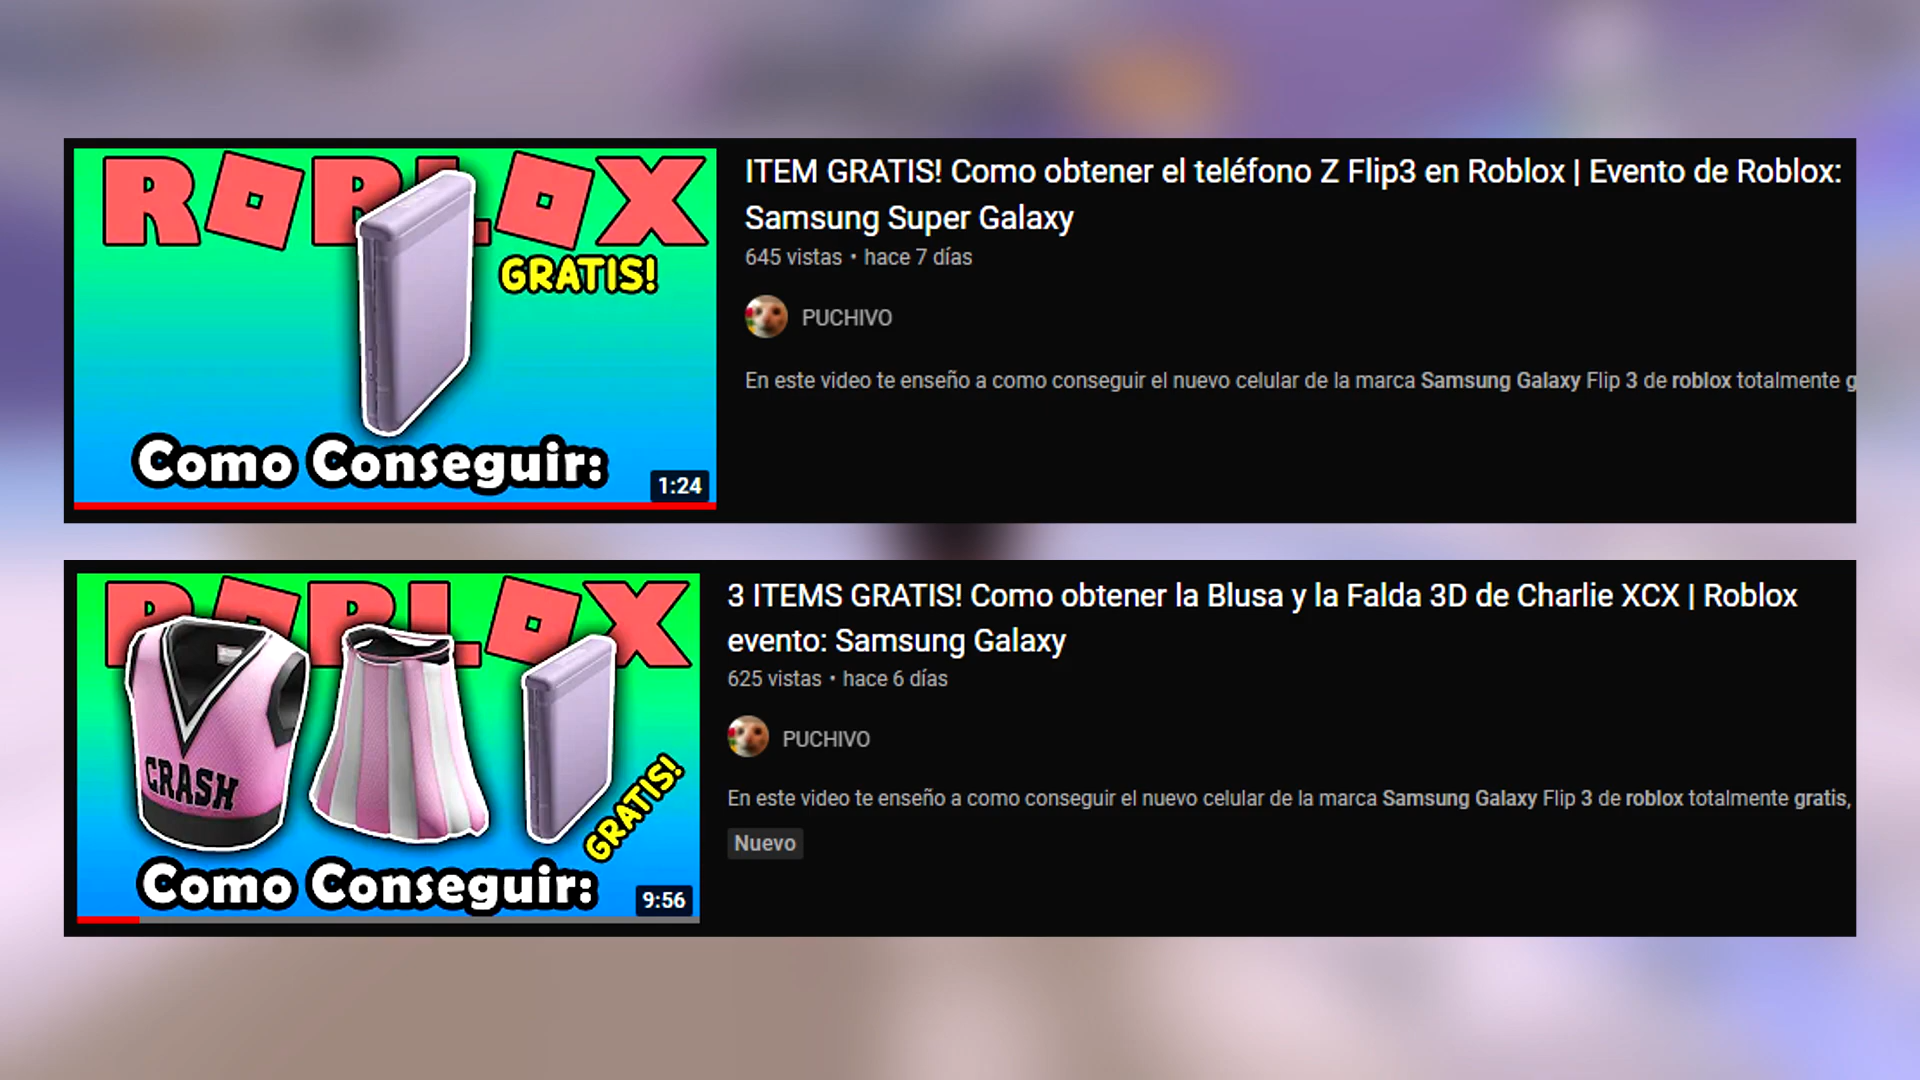 ROBLOX
GRATIS!
Como Conseguir:
1:24
ITEM GRATIS! Como obtener el teléfono Z Flip3 en Roblox | Evento de Roblox:
Samsung Super Galaxy
645 vistas • hace 7 días
PUCHIVO
En este video te enseño a como conseguir el nuevo celular de la marca Samsung Galaxy Flip 3 de roblox totalmente g
ROBLOX
CRASH
GRATIS!
Como Conseguir:
9:56
3 ITEMS GRATIS! Como obtener la Blusa y la Falda 3D de Charlie XCX | Roblox
evento: Samsung Galaxy
625 vistas • hace 6 días
PUCHIVO
En este video te enseño a como conseguir el nuevo celular de la marca Samsung Galaxy Flip 3 de roblox totalmente gratis,
Nuevo